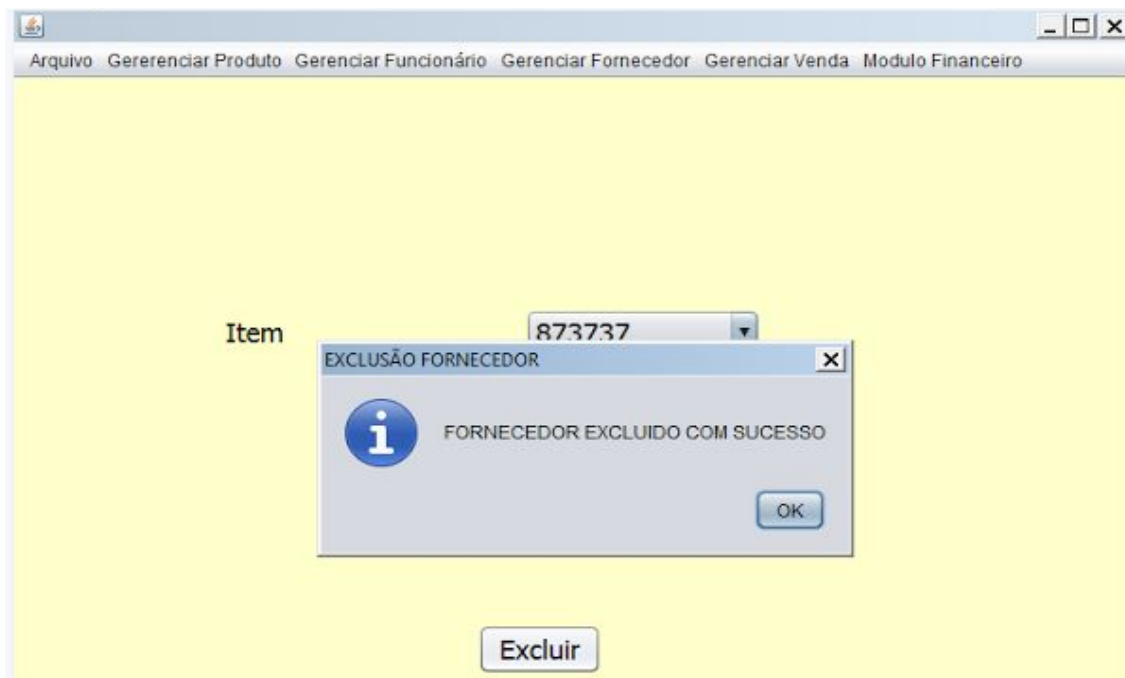 Arquivo Gererenciar Produto Gerenciar Funcionário Gerenciar Fornecedor Gerenciar Venda Modulo Financeiro
Item 873737
EXCLUSÃO FORNECEDOR
FORNECEDOR EXCLUIDO COM SUCESSO
OK
Excluir